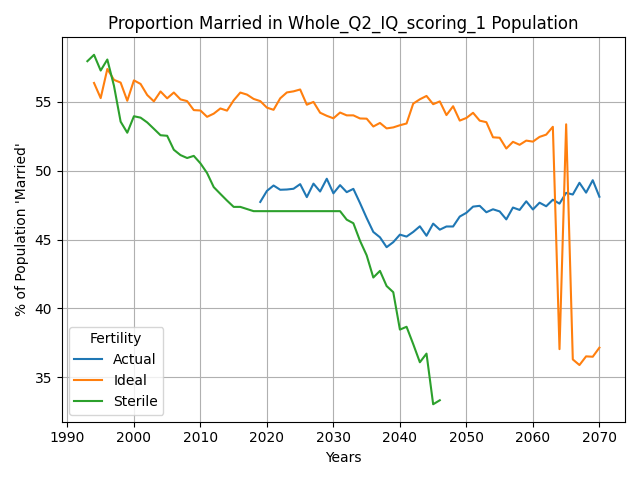 Proportion Married in Whole_Q2_IQ_scoring_1 Population
% of Population 'Married'
55
50
45
40
35
Fertility
Actual
Ideal
Sterile
1990 2000 2010 2020 2030 2040 2050 2060 2070
Years